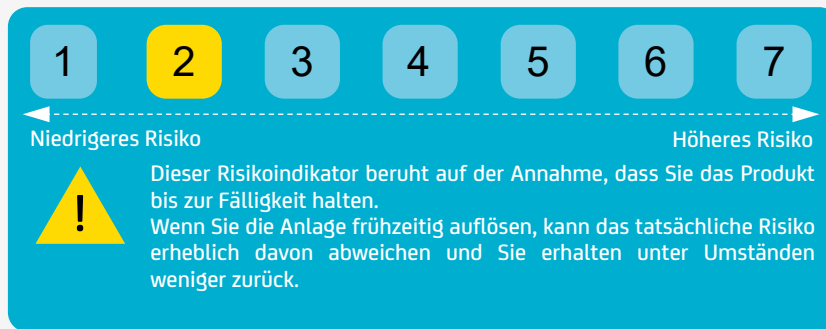 1 2 3 4 5 6 7
Niedrigeres Risiko Höheres Risiko
!
Dieser Risikoindikator beruht auf der Annahme, dass Sie das Produkt
bis zur Fälligkeit halten.
Wenn Sie die Anlage frühzeitig auflösen, kann das tatsächliche Risiko
erheblich davon abweichen und Sie erhalten unter Umständen
weniger zurück.